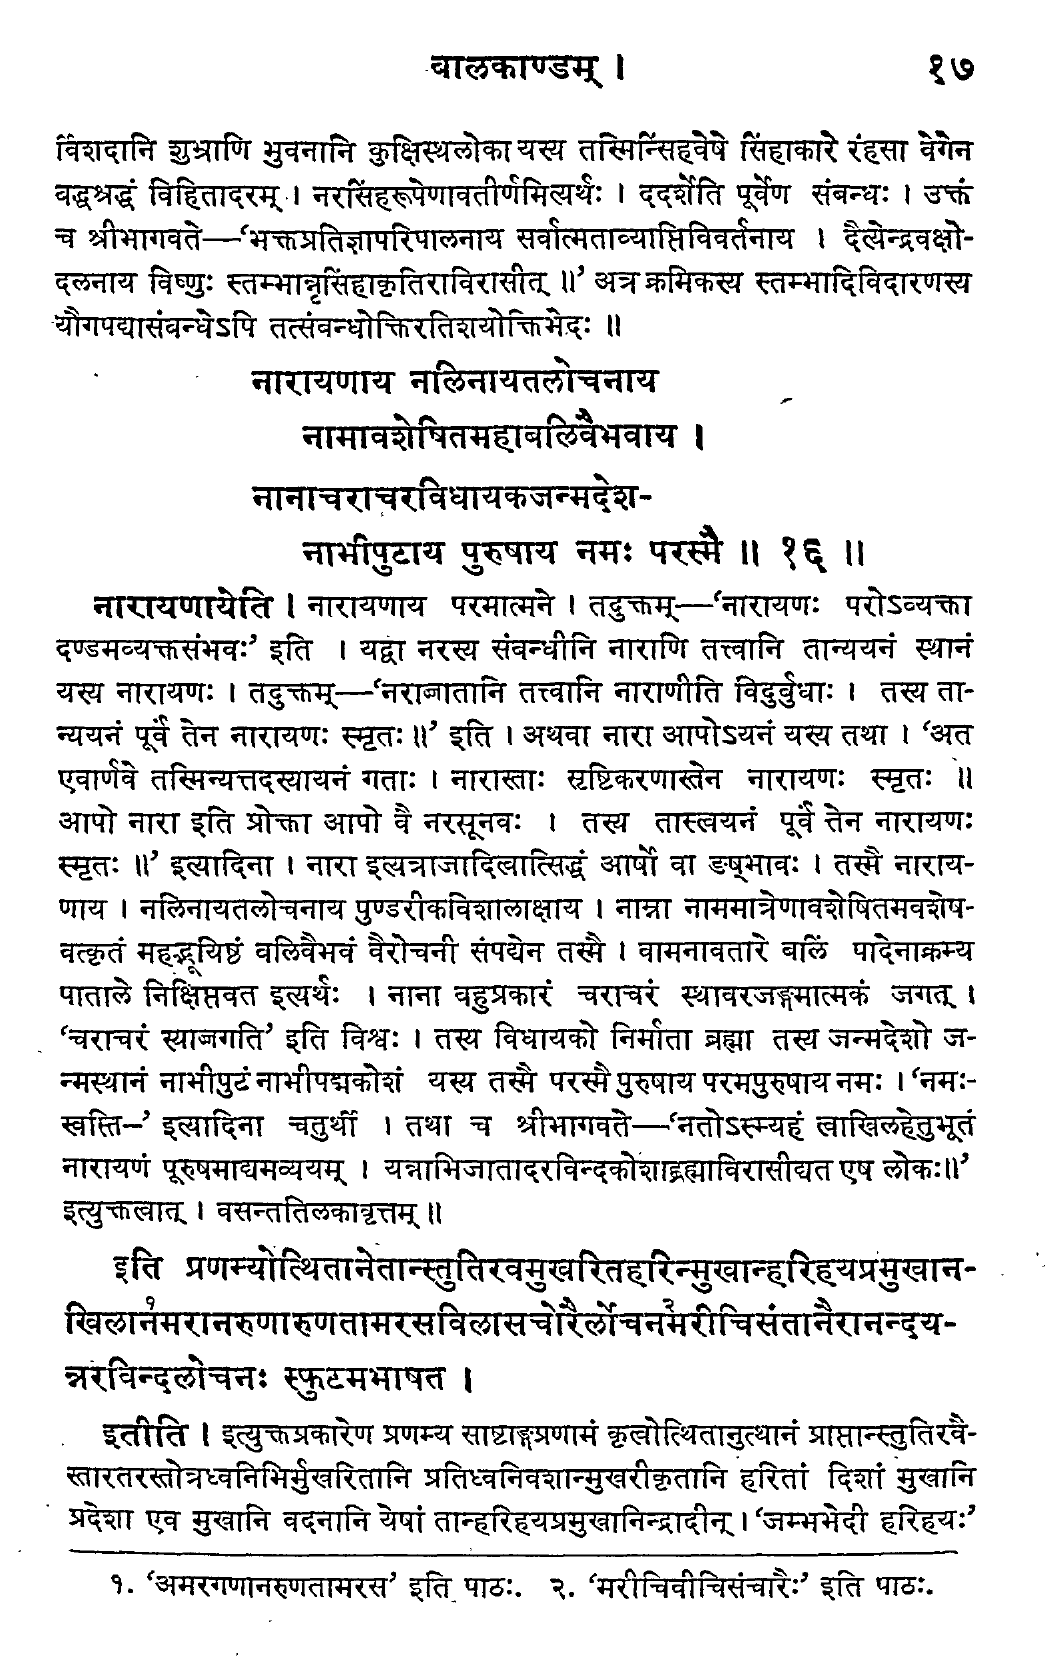 बालकाण्डम् । १७
विशदानि शुभ्राणि भुवनानि कुक्षिस्थलोका यस्य तस्मिन्सिंहवेषे सिंहाकारे रंहसा वेगेन
बद्धश्रद्धं विहितादरम् । नरसिंहरूपेणावतीर्णमित्यर्थः । ददर्शेति पूर्वेण संबन्धः । उक्तं
च श्रीभागवते—‘भक्तप्रतिज्ञापरिपालनाय सर्वात्मताव्याप्तिविवर्तनाय । दैत्येन्द्रवक्षो-
दलनाय विष्णुः स्तम्भान्नृसिंहाकृतिराविरासीत् ॥’ अत्र क्रमिकस्य स्तम्भादिविदारणस्य
यौगपद्यासंबन्धेऽपि तत्संबन्धोक्तिरतिशयोक्तिभेदः ॥
नारायणाय नलिनायतलोचनाय
नामावशेषितमहाबलिवैभवाय ।
नानाचराचरविधायकजन्मदेश-
नाभीपुटाय पुरुषाय नमः परस्मै ॥ १६ ॥
नारायणायेति । नारायणाय परमात्मने । तदुक्तम्—‘नारायणः परोऽव्यक्ता
दण्डमव्यक्तसंभवः’ इति । यद्वा नरस्य संबन्धीनि नाराणि तत्त्वानि तान्ययनं स्थानं
यस्य नारायणः । तदुक्तम्—‘नराज्जातानि तत्त्वानि नाराणीति विदुर्बुधाः । तस्य ता-
न्ययनं पूर्वं तेन नारायणः स्मृतः ॥’ इति । अथवा नारा आपोऽयनं यस्य तथा । ‘अत
एवार्णवे तस्मिन्यत्तदस्यायनं गताः । नारास्ताः सृष्टिकरणास्तेन नारायणः स्मृतः ॥
आपो नारा इति प्रोक्ता आपो वै नरसूनवः । तस्य तास्त्वयनं पूर्वं तेन नारायणः
स्मृतः ॥’ इत्यादिना । नारा इत्यत्राजादित्वात्सिद्धं आर्षो वा ङष्भावः । तस्मै नाराय-
णाय । नलिनायतलोचनाय पुण्डरीकविशालाक्षाय । नाम्ना नाममात्रेणावशेषितमवशेष-
वत्कृतं महद्भूयिष्ठं बलिवैभवं वैरोचनी संपद्येन तस्मै । वामनावतारे बलिं पादेनाक्रम्य
पाताले निक्षिप्तवत इत्यर्थः । नाना बहुप्रकारं चराचरं स्थावरजङ्गमात्मकं जगत् ।
‘चराचरं स्याज्जगति’ इति विश्वः । तस्य विधायको निर्माता ब्रह्मा तस्य जन्मदेशो ज-
न्मस्थानं नाभीपुटं नाभीपद्मकोशं यस्य तस्मै परस्मै पुरुषाय परमपुरुषाय नमः । ‘नमः-
स्वस्ति—’ इत्यादिना चतुर्थी । तथा च श्रीभागवते—‘नतोऽस्म्यहं त्वाखिलहेतुभूतं
नारायणं पूरुषमाद्यमव्ययम् । यन्नाभिजातादरविन्दकोशाद्ब्रह्माविरासीद्यत एष लोकः॥’
इत्युक्तत्वात् । वसन्ततिलकावृत्तम् ॥
इति प्रणम्योत्थितानेतान्स्तुतिरवमुखरितहरिन्मुखान्हरिहयप्रमुखान-
खिलान१मरानरुणारुणतामरसविलासचोरैर्लोचन२मरीचिसंतानैरानन्दय-
न्नरविन्दलोचनः स्फुटमभाषत ।
इतीति । इत्युक्तप्रकारेण प्रणम्य साष्टाङ्गप्रणामं कृत्वोत्थितानुत्थानं प्राप्तान्स्तुतिरवै-
स्तारतरस्तोत्रध्वनिभिर्मुखरितानि प्रतिध्वनिवशान्मुखरीकृतानि हरितां दिशां मुखानि
प्रदेशा एव मुखानि वदनानि येषां तान्हरिहयप्रमुखानिन्द्रादीन् । ‘जम्भभेदी हरिहयः’
१. ‘अमरगणानरुणतामरस’ इति पाठः. २. ‘मरीचिवीचिसंचारैः’ इति पाठः.